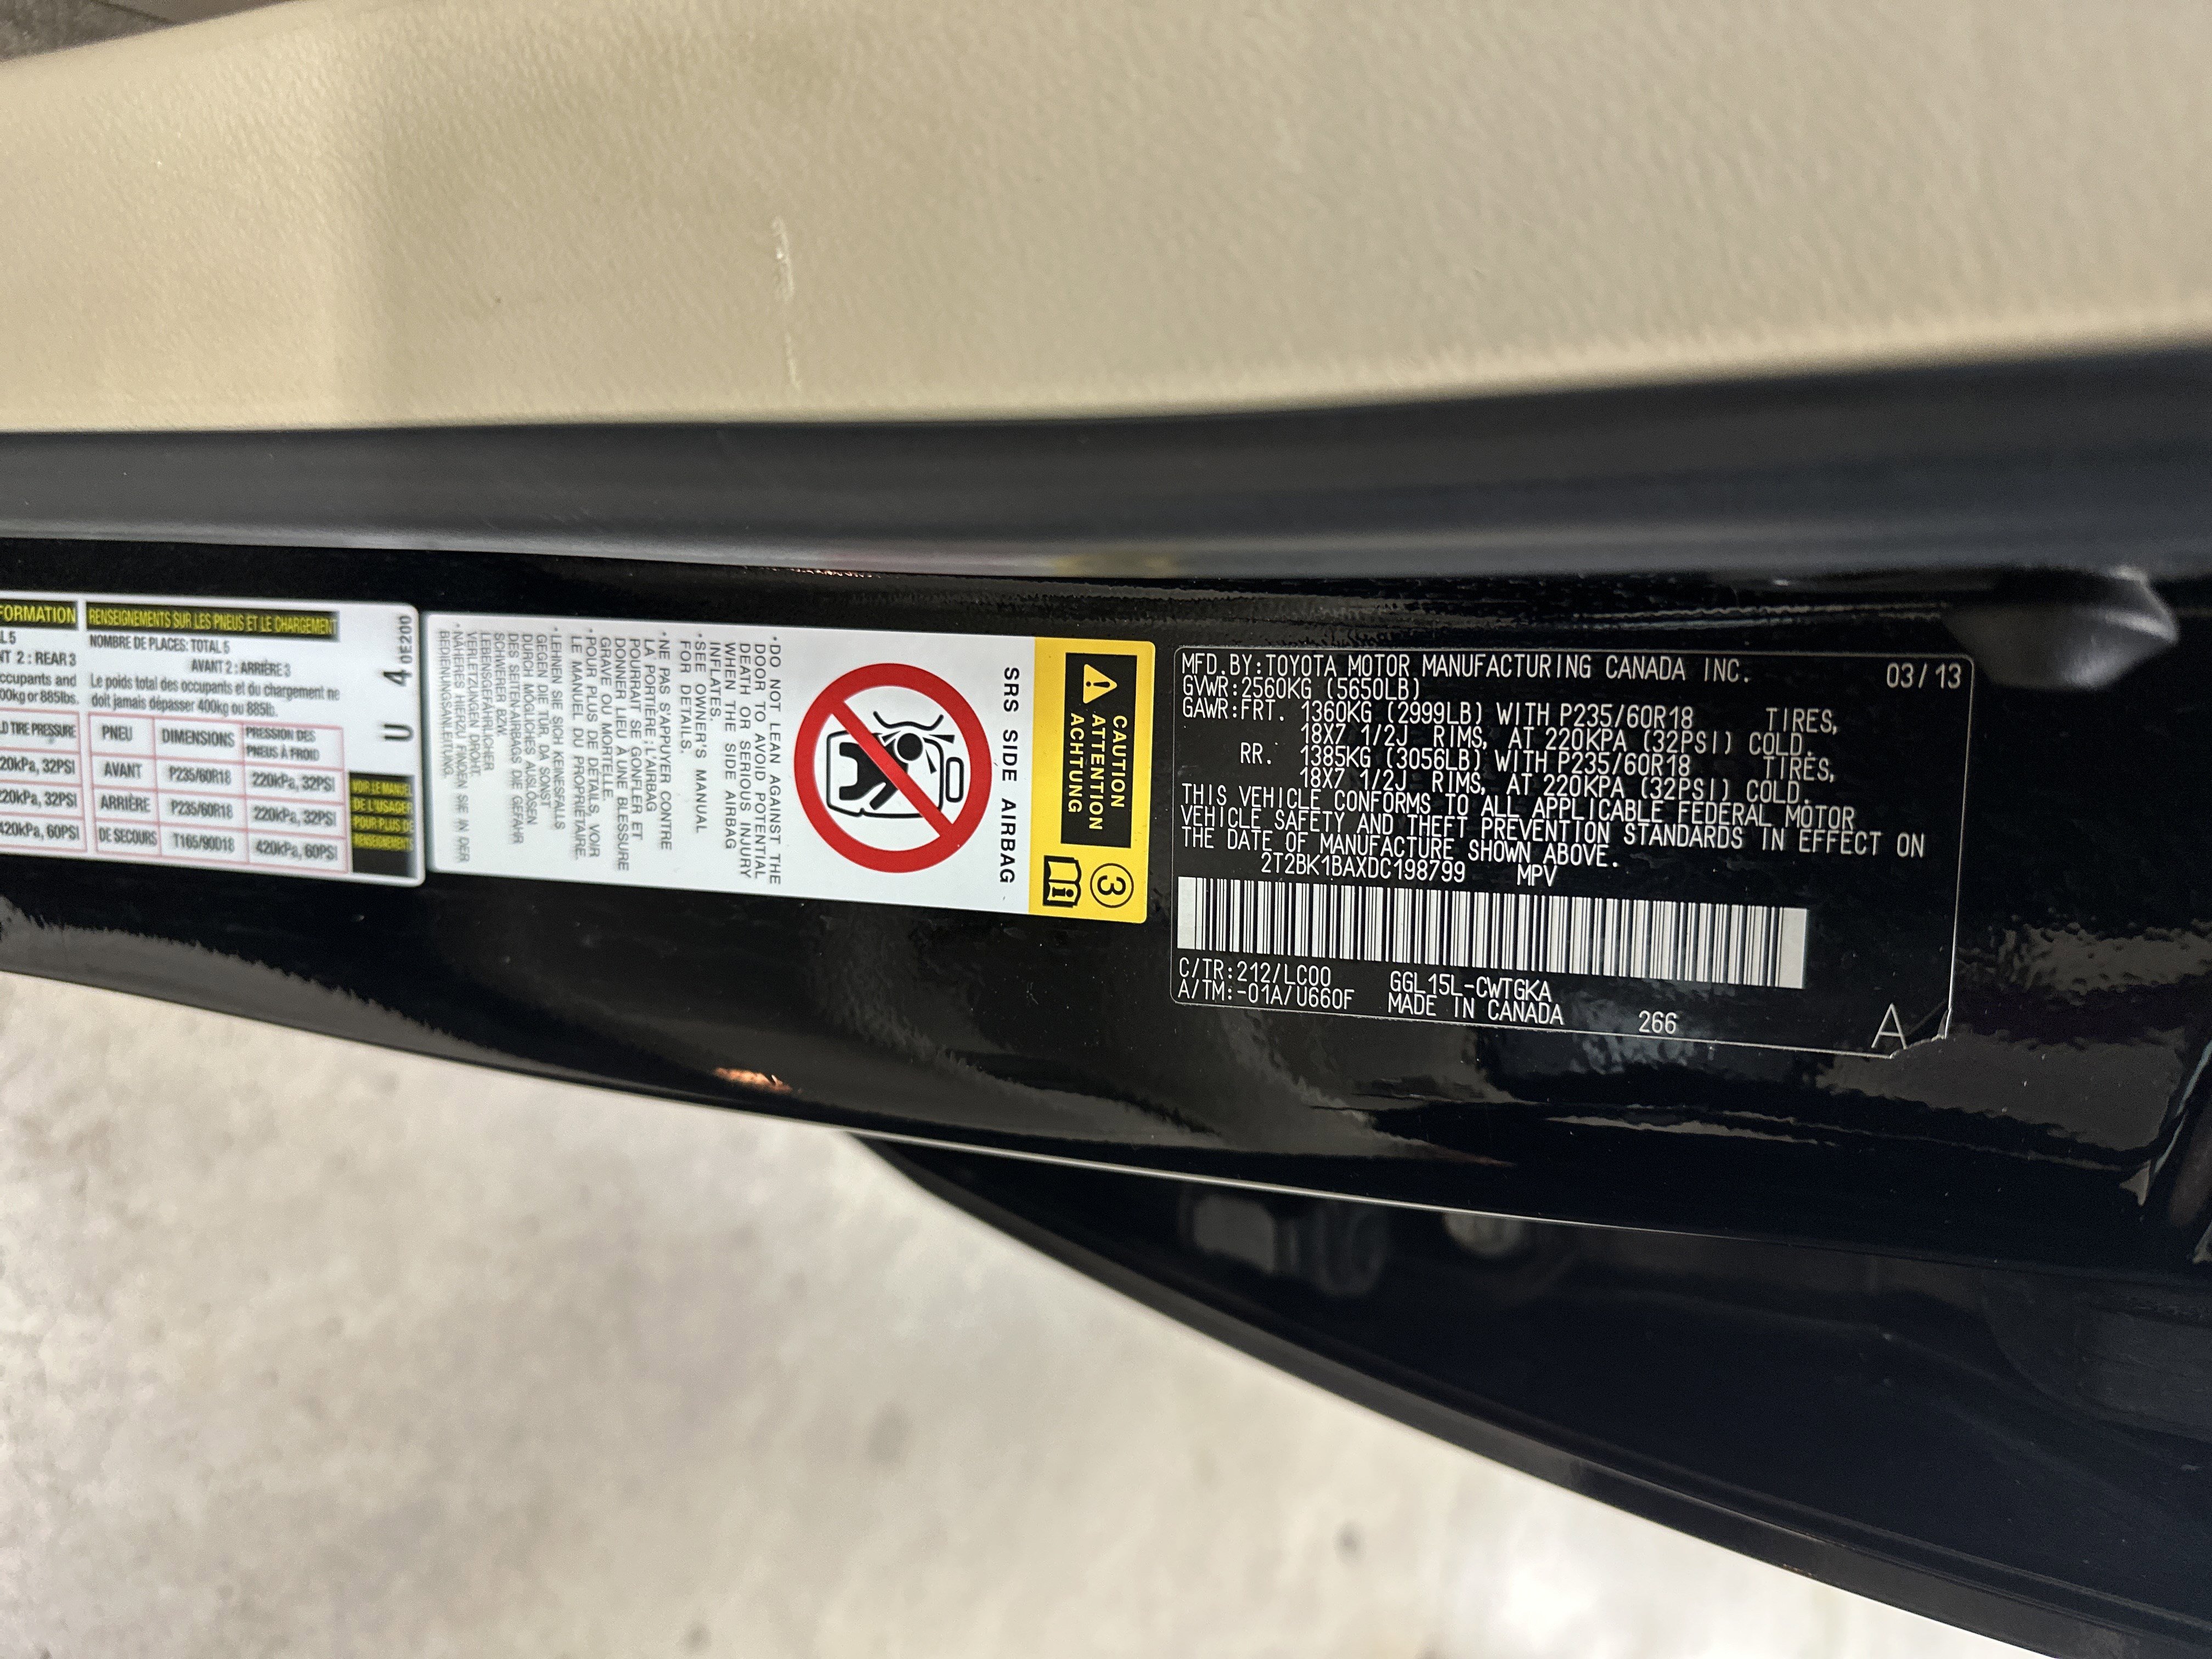 FORMATION
L 5
NT 2 : REAR 3
ccupants and
00kg or 885lbs.
D TIRE PRESSURE
20kPa, 32PSI
220kPa, 32PSI
420kPa, 60PSI
RENSEIGNEMENTS SUR LES PNEUS ET LE CHARGEMENT
NOMBRE DE PLACES: TOTAL 5
AVANT 2 : ARRIÈRE 3
Le poids total des occupants et du chargement ne
doit jamais dépasser 400kg ou 885lb.
PNEU DIMENSIONS PRESSION DES PNEUS À FROID
AVANT P235/60R18 220kPa, 32PSI
ARRIÈRE P235/60R18 220kPa, 32PSI
DE SECOURS T165/90D18 420kPa, 60PSI
VOIR LE MANUEL
DE L'USAGER
POUR PLUS DE
RENSEIGNEMENTS
U 4 0E200
CAUTION
ATTENTION
ACHTUNG
3
i
SRS SIDE AIRBAG
•DO NOT LEAN AGAINST THE
DOOR TO AVOID POTENTIAL
DEATH OR SERIOUS INJURY
WHEN THE SIDE AIRBAG
INFLATES.
•SEE OWNER'S MANUAL
FOR DETAILS.
•NE PAS S'APPUYER CONTRE
LA PORTIERE ; L'AIRBAG
POURRAIT SE GONFLER ET
DONNER LIEU À UNE BLESSURE
GRAVE OU MORTELLE.
•POUR PLUS DE DÉTAILS, VOIR
LE MANUEL DU PROPRIÉTAIRE.
•LEHNEN SIE SICH KEINESFALLS
GEGEN DIE TÜR, DA SONST
DURCH MÖGLICHES AUSLÖSEN
DES SEITEN-AIRBAGS DIE GEFAHR
SCHWERER BZW.
LEBENSGEFÄHRLICHER
VERLETZUNGEN DROHT.
•NÄHERES HIERZU FINDEN SIE IN DER
BEDIENUNGSANLEITUNG.
MFD.BY:TOYOTA MOTOR MANUFACTURING CANADA INC. 03/13
GVWR:2560KG (5650LB)
GAWR:FRT. 1360KG (2999LB) WITH P235/60R18 TIRES,
18X7 1/2J RIMS, AT 220KPA (32PSI) COLD.
RR. 1385KG (3056LB) WITH P235/60R18 TIRES,
18X7 1/2J RIMS, AT 220KPA (32PSI) COLD.
THIS VEHICLE CONFORMS TO ALL APPLICABLE FEDERAL MOTOR
VEHICLE SAFETY AND THEFT PREVENTION STANDARDS IN EFFECT ON
THE DATE OF MANUFACTURE SHOWN ABOVE.
2T2BK1BAXDC198799 MPV
C/TR:212/LC00 GGL15L-CWTGKA
A/TM:-01A/U660F MADE IN CANADA 266 A